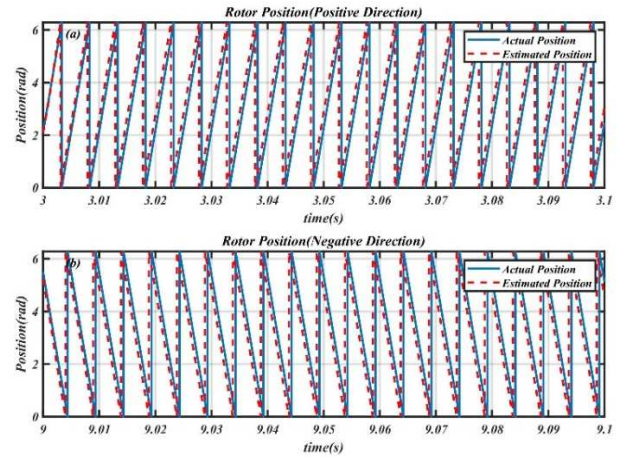 Rotor Position(Positive Direction)
(a)
Actual Position
Estimated Position
6
4
2
0
Position(rad)
3 3.01 3.02 3.03 3.04 3.05 3.06 3.07 3.08 3.09 3.1
time(s)
Rotor Position(Negative Direction)
(b)
Actual Position
Estimated Position
6
4
2
0
Position(rad)
9 9.01 9.02 9.03 9.04 9.05 9.06 9.07 9.08 9.09 9.1
time(s)